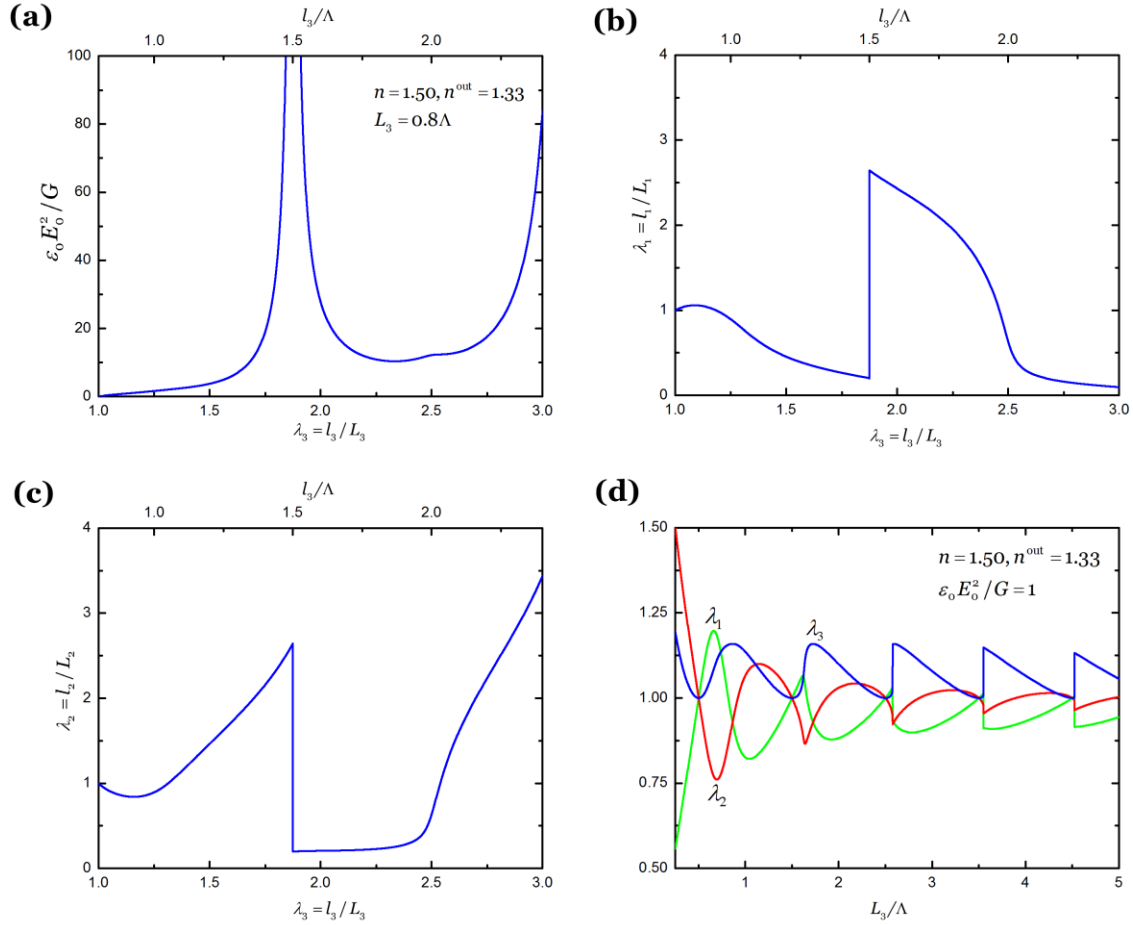 (a)
l₃/Λ
1.0 1.5 2.0
100
80
60
40
20
0
ε₀E₀²/G
n=1.50, nᵒᵘᵗ=1.33
L₃=0.8Λ
1.0 1.5 2.0 2.5 3.0
λ₃=l₃/L₃
(b)
l₃/Λ
1.0 1.5 2.0
4
3
2
1
0
λ₁=l₁/L₁
1.0 1.5 2.0 2.5 3.0
λ₃=l₃/L₃
(c)
l₃/Λ
1.0 1.5 2.0
4
3
2
1
0
λ₂=l₂/L₂
1.0 1.5 2.0 2.5 3.0
λ₃=l₃/L₃
(d)
1.50
1.25
1.00
0.75
0.50
n=1.50, nᵒᵘᵗ=1.33
ε₀E₀²/G=1
λ₁
λ₃
λ₂
1 2 3 4 5
L₃/Λ